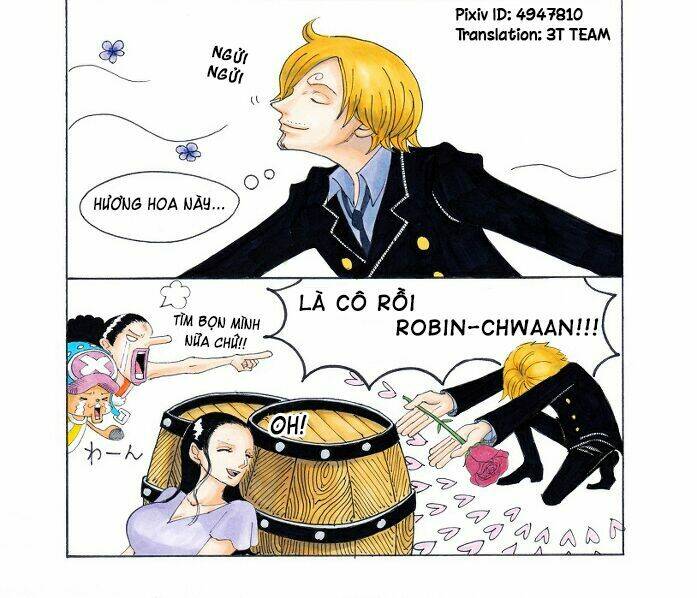 Pixiv ID: 4947810
Translation: 3T TEAM
NGỬI
NGỬI
HƯƠNG HOA NÀY...
LÀ CÔ RỒI
ROBIN-CHWAAN!!!
TÌM BỌN MÌNH
NỮA CHỨ!!
OH!
わーん